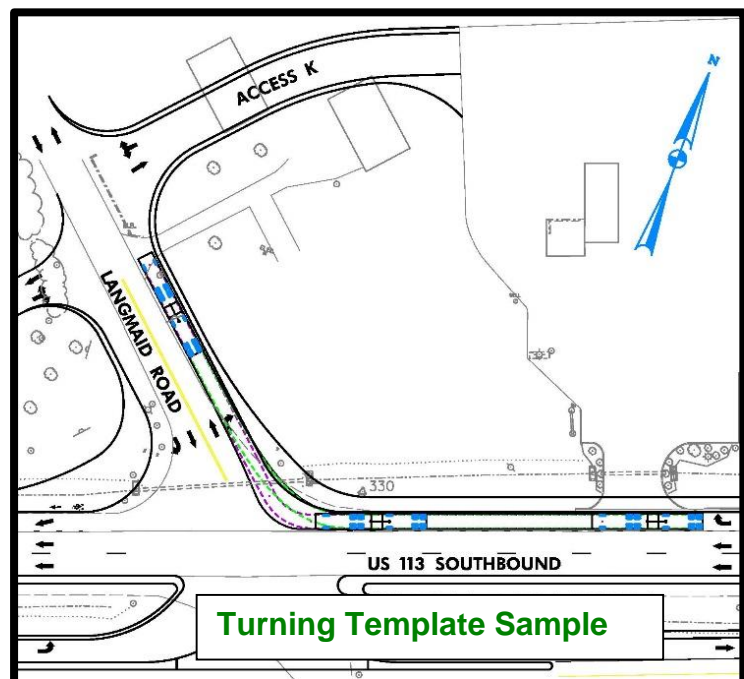 ACCESS K
N
LANGMAID ROAD
330
US 113 SOUTHBOUND
Turning Template Sample